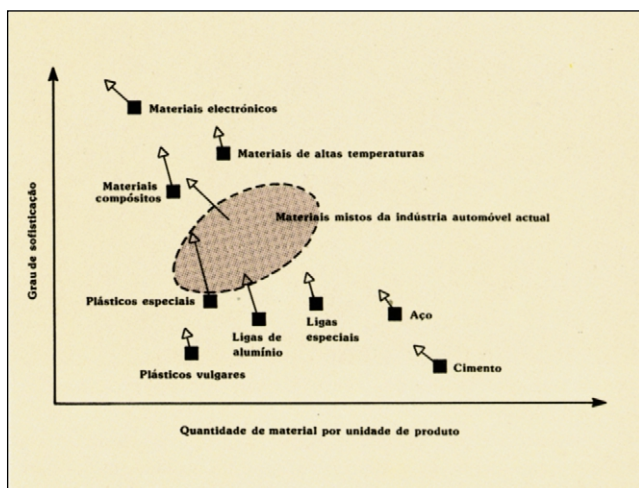 Materiais electrónicos
Materiais de altas temperaturas
Materiais
compósitos
Materiais mistos da indústria automóvel actual
Grau de sofisticação
Plásticos especiais
Ligas de
alumínio
Ligas
especiais
Aço
Plásticos vulgares
Cimento
Quantidade de material por unidade de produto